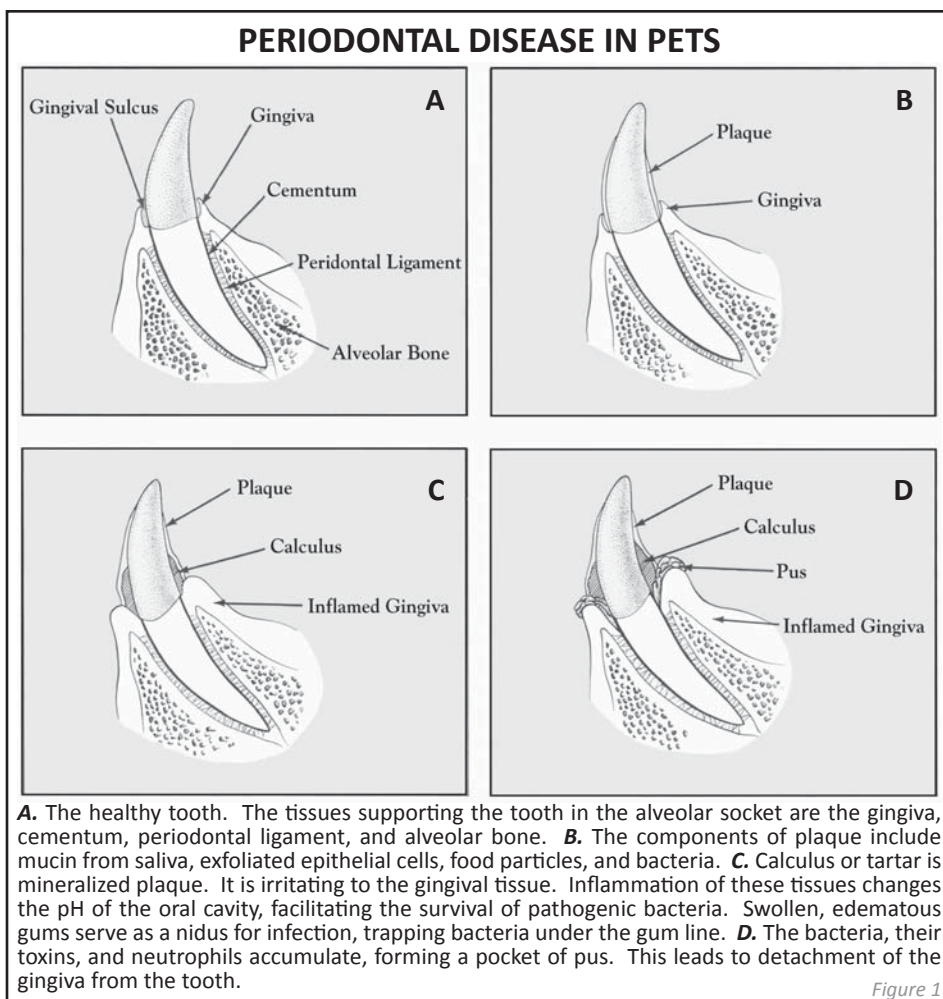 PERIODONTAL DISEASE IN PETS
A
Gingival Sulcus
Gingiva
Cementum
Peridontal Ligament
Alveolar Bone
B
Plaque
Gingiva
C
Plaque
Calculus
Inflamed Gingiva
D
Plaque
Calculus
Pus
Inflamed Gingiva
A. The healthy tooth. The tissues supporting the tooth in the alveolar socket are the gingiva,
cementum, periodontal ligament, and alveolar bone. B. The components of plaque include
mucin from saliva, exfoliated epithelial cells, food particles, and bacteria. C. Calculus or tartar is
mineralized plaque. It is irritating to the gingival tissue. Inflammation of these tissues changes
the pH of the oral cavity, facilitating the survival of pathogenic bacteria. Swollen, edematous
gums serve as a nidus for infection, trapping bacteria under the gum line. D. The bacteria, their
toxins, and neutrophils accumulate, forming a pocket of pus. This leads to detachment of the
gingiva from the tooth.
Figure 1